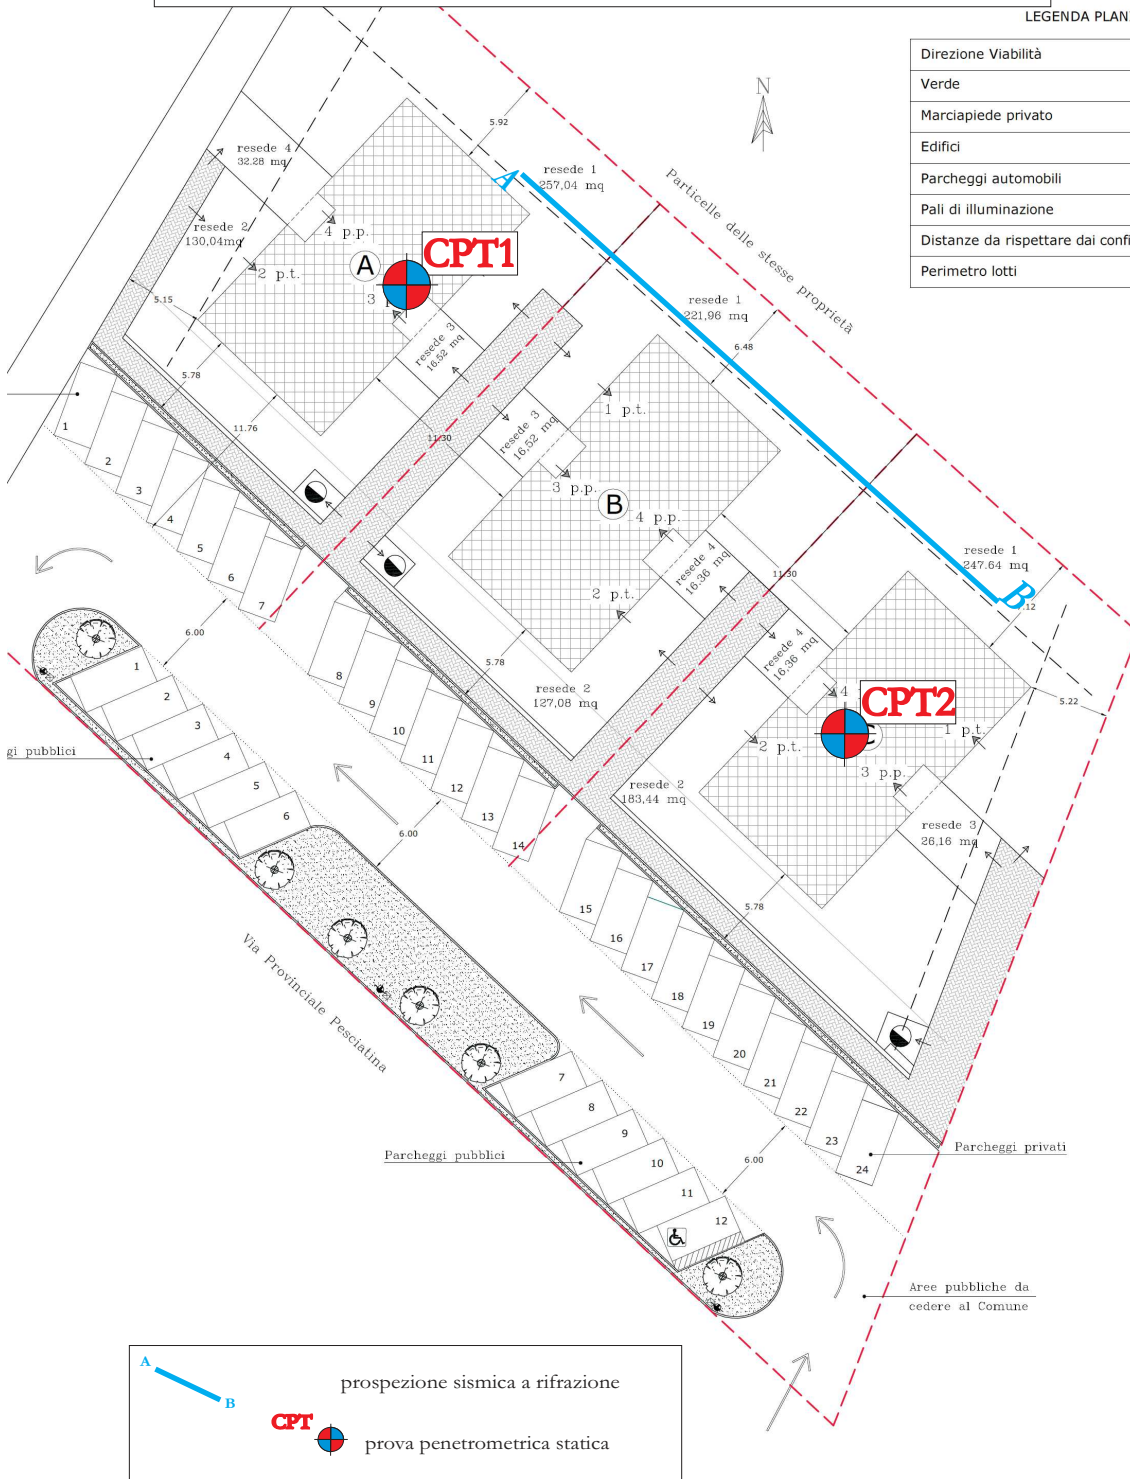 LEGENDA PLAN
Direzione Viabilità
Verde
Marciapiede privato
Edifici
Parcheggi automobili
Pali di illuminazione
Distanze da rispettare dai confi
Perimetro lotti
N
5.92
resede 4
32.28 mq
resede 1
257,04 mq
A
Particelle delle stesse proprietà
resede 2
130,04mq
4 p.p.
A
CPT1
2 p.t.
3
5.15
resede 3
16.52 mq
resede 1
221,96 mq
6.48
5.78
11.76
11.30
1 p.t.
resede 3
16,52 mq
3 p.p.
B
4 p.p.
1
2
3
4
5
6
7
resede 4
16.36 mq
11.30
resede 1
247.64 mq
B
.12
2 p.t.
6.00
resede 4
16,36 mq
5.78
resede 2
127,08 mq
4
CPT2
5.22
1 p.t.
2 p.t.
C
3 p.p.
8
9
10
11
12
13
14
1
2
3
4
5
6
gi pubblici
6.00
resede 2
183,44 mq
resede 3
26,16 mq
5.78
15
16
17
18
19
20
21
22
23
24
Via Provinciale Pesciatina
7
8
9
10
11
12
Parcheggi pubblici
Parcheggi privati
6.00
Aree pubbliche da
cedere al Comune
A
B
prospezione sismica a rifrazione
CPT
prova penetrometrica statica